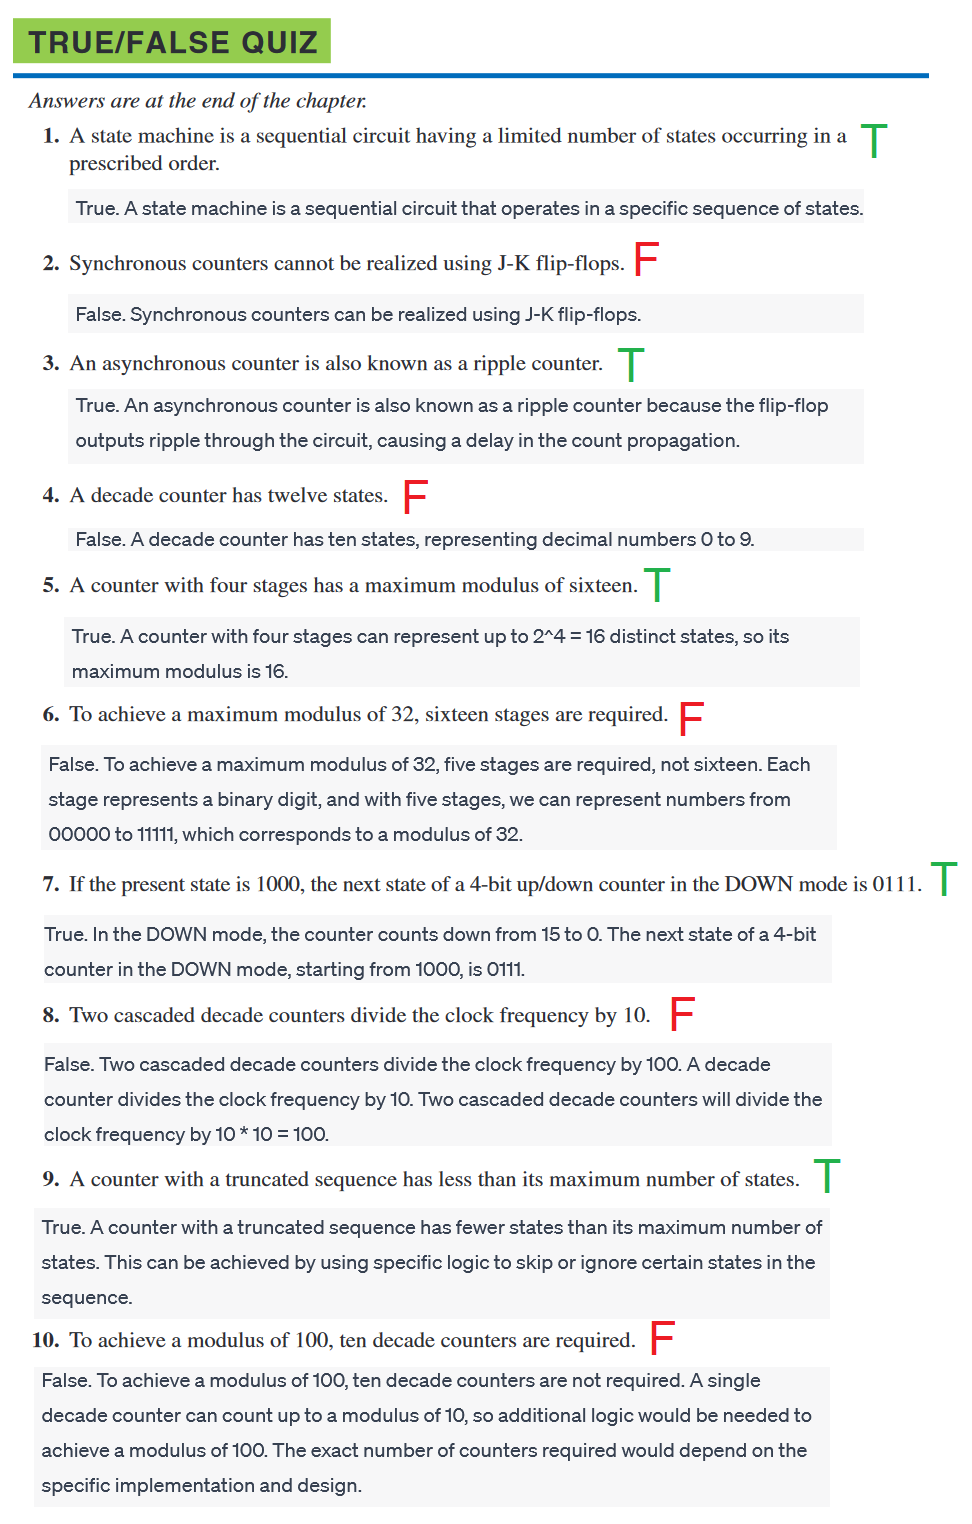 TRUE/FALSE QUIZ
Answers are at the end of the chapter.
1. A state machine is a sequential circuit having a limited number of states occurring in a T
prescribed order.
True. A state machine is a sequential circuit that operates in a specific sequence of states.
2. Synchronous counters cannot be realized using J-K flip-flops. F
False. Synchronous counters can be realized using J-K flip-flops.
3. An asynchronous counter is also known as a ripple counter. T
True. An asynchronous counter is also known as a ripple counter because the flip-flop
outputs ripple through the circuit, causing a delay in the count propagation.
4. A decade counter has twelve states. F
False. A decade counter has ten states, representing decimal numbers 0 to 9.
5. A counter with four stages has a maximum modulus of sixteen. T
True. A counter with four stages can represent up to 2^4 = 16 distinct states, so its
maximum modulus is 16.
6. To achieve a maximum modulus of 32, sixteen stages are required. F
False. To achieve a maximum modulus of 32, five stages are required, not sixteen. Each
stage represents a binary digit, and with five stages, we can represent numbers from
00000 to 11111, which corresponds to a modulus of 32.
7. If the present state is 1000, the next state of a 4-bit up/down counter in the DOWN mode is 0111. T
True. In the DOWN mode, the counter counts down from 15 to 0. The next state of a 4-bit
counter in the DOWN mode, starting from 1000, is 0111.
8. Two cascaded decade counters divide the clock frequency by 10. F
False. Two cascaded decade counters divide the clock frequency by 100. A decade
counter divides the clock frequency by 10. Two cascaded decade counters will divide the
clock frequency by 10 * 10 = 100.
9. A counter with a truncated sequence has less than its maximum number of states. T
True. A counter with a truncated sequence has fewer states than its maximum number of
states. This can be achieved by using specific logic to skip or ignore certain states in the
sequence.
10. To achieve a modulus of 100, ten decade counters are required. F
False. To achieve a modulus of 100, ten decade counters are not required. A single
decade counter can count up to a modulus of 10, so additional logic would be needed to
achieve a modulus of 100. The exact number of counters required would depend on the
specific implementation and design.